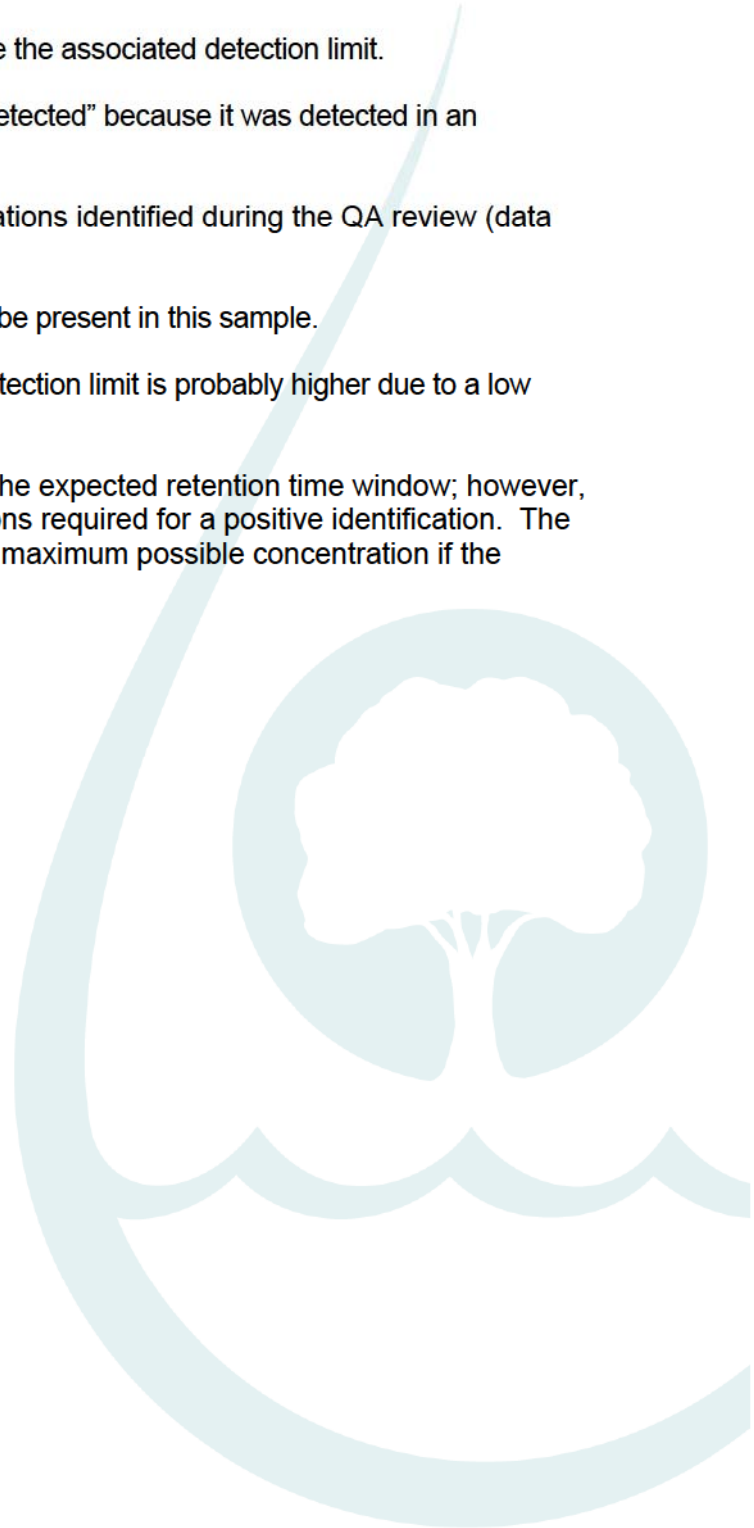 the associated detection limit.
etected” because it was detected in an
ations identified during the QA review (data
be present in this sample.
tection limit is probably higher due to a low
he expected retention time window; however,
ns required for a positive identification. The
maximum possible concentration if the